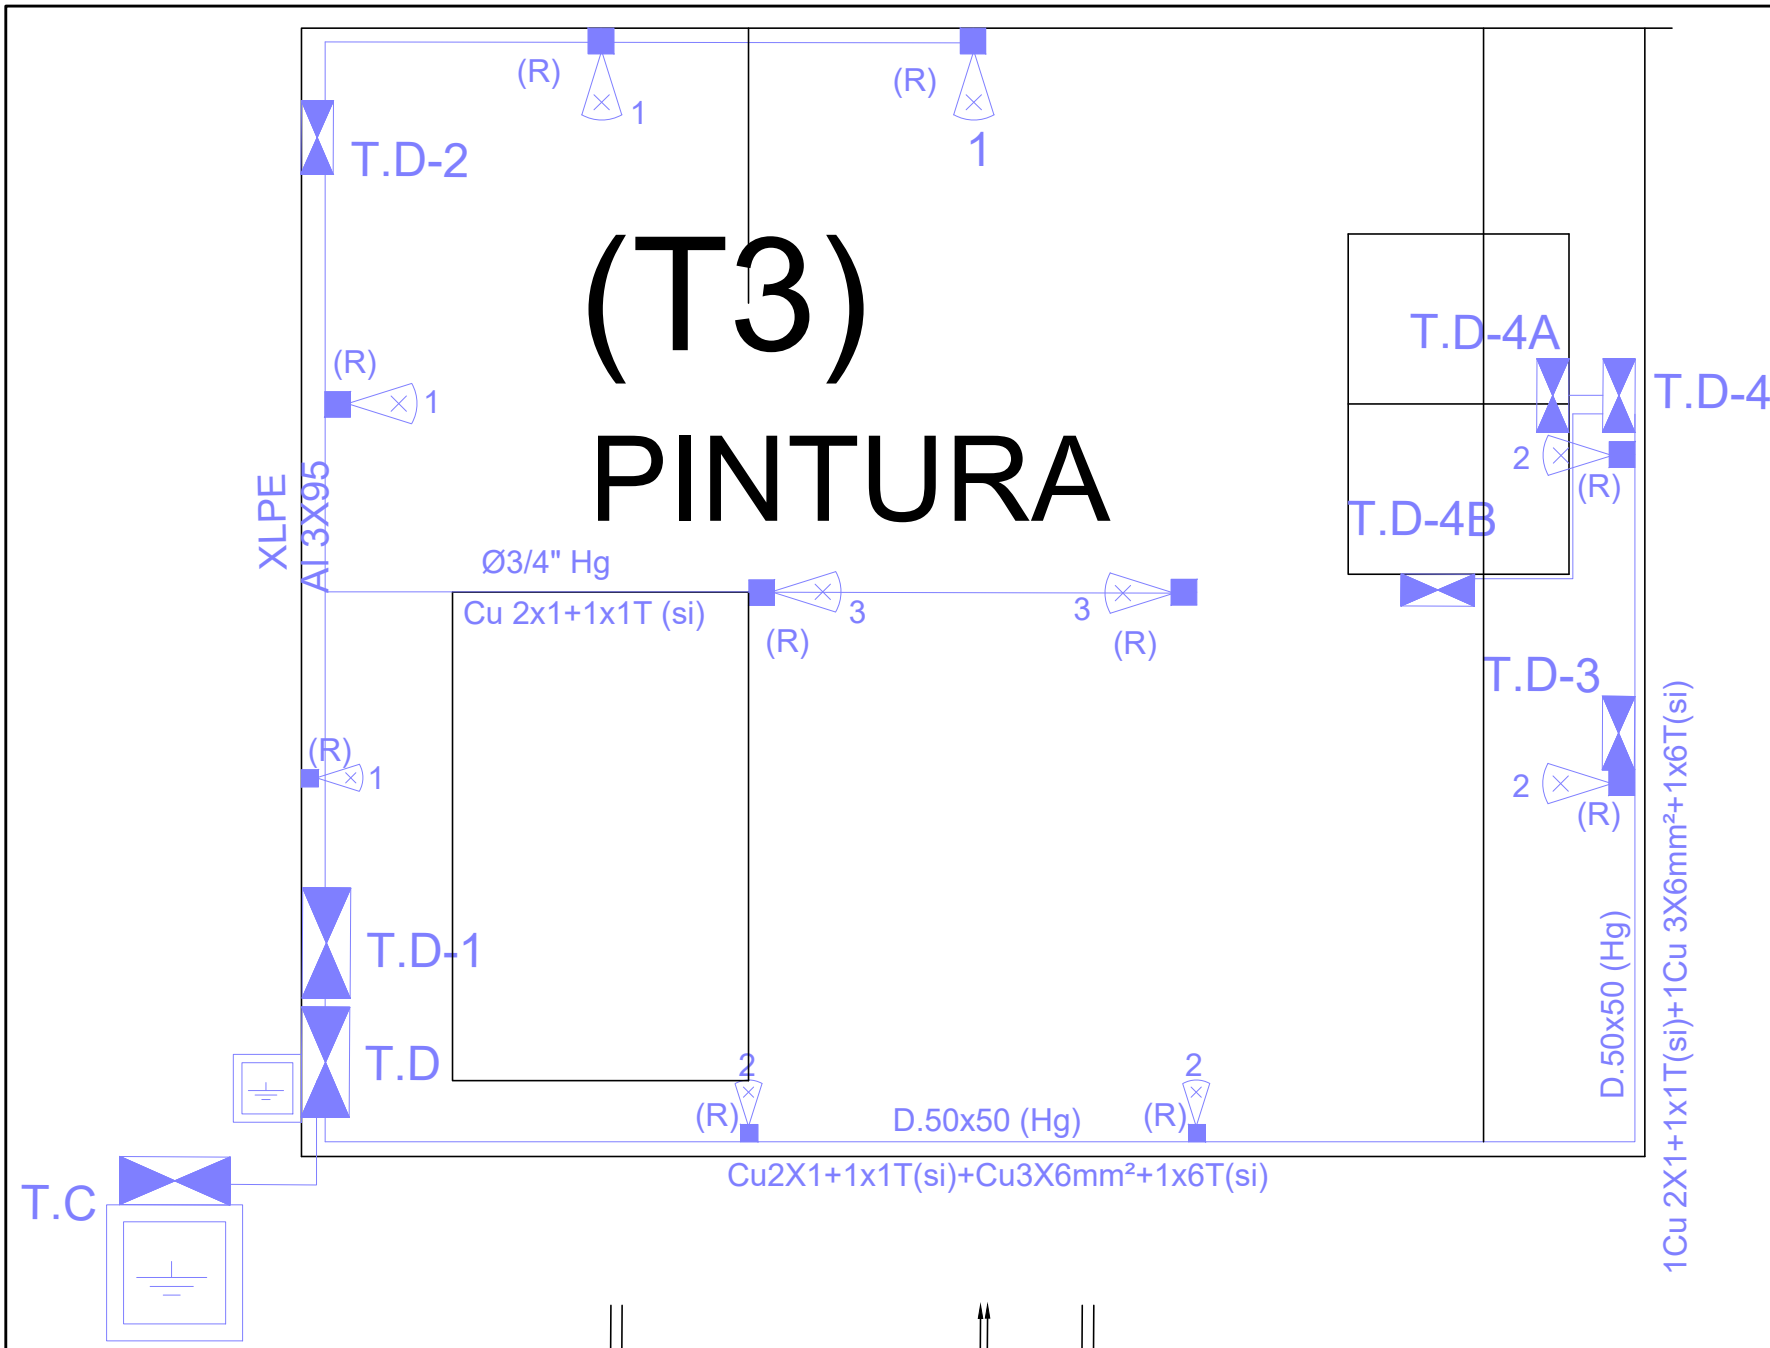 (R)
1
(R)
1
T.D-2
(T3)
PINTURA
(R)
1
T.D-4A
T.D-4
2
(R)
T.D-4B
XLPE
Al 3X95
Ø3/4" Hg
Cu 2x1+1x1T (si)
3
(R)
3
(R)
T.D-3
2
(R)
(R)
1
T.D-1
T.D
2
(R)
D.50x50 (Hg)
2
(R)
Cu2X1+1x1T(si)+Cu3X6mm²+1x6T(si)
D.50x50 (Hg)
1Cu 2X1+1x1T(si)+1Cu 3X6mm²+1x6T(si)
T.C